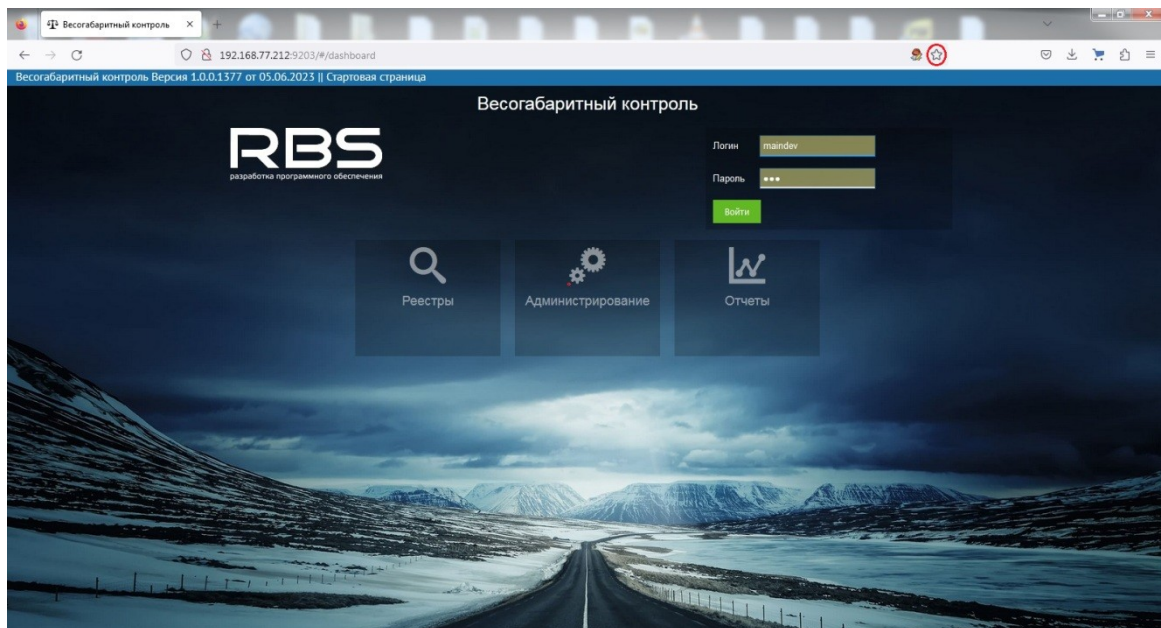 Весогабаритный контроль
192.168.77.212:9203/#/dashboard
Весогабаритный контроль Версия 1.0.0.1377 от 05.06.2023 || Стартовая страница
Весогабаритный контроль
RBS
разработка программного обеспечения
Логин maindev
Пароль •••
Войти
Реестры Администрирование Отчеты